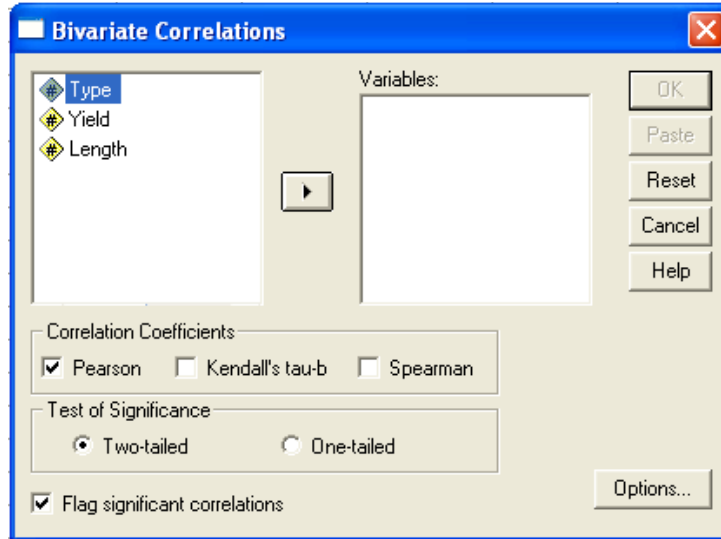 Bivariate Correlations
# Type
# Yield
# Length
Variables:
OK
Paste
Reset
Cancel
Help
Correlation Coefficients
Pearson Kendall's tau-b Spearman
Test of Significance
Two-tailed One-tailed
Flag significant correlations
Options...